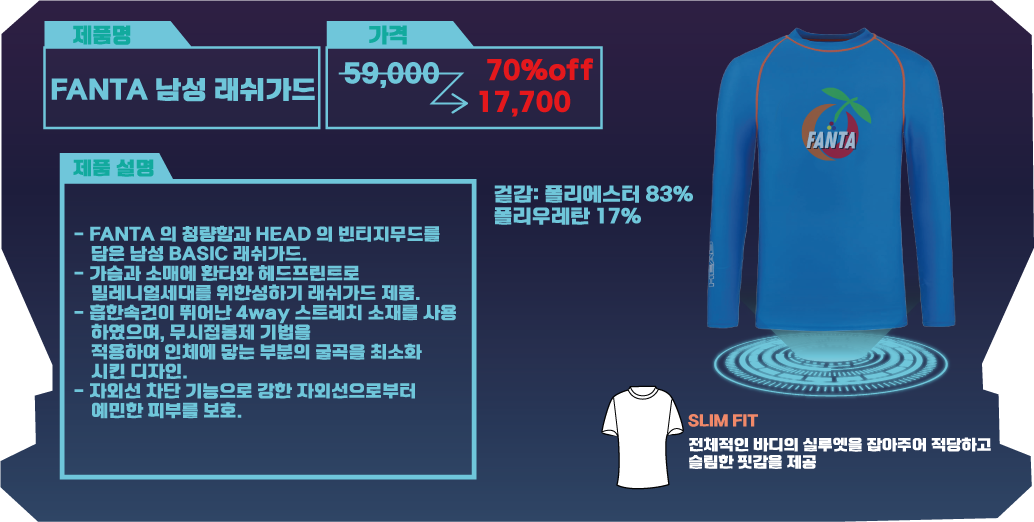 제품명
FANTA 남성 래쉬가드
가격
59,000
70%off
17,700
FANTA
제품 설명
- FANTA 의 청량함과 HEAD 의 빈티지무드를
담은 남성 BASIC 래쉬가드.
- 가슴과 소매에 환타와 헤드프린트로
밀레니얼세대를 위한성하기 래쉬가드 제품.
- 흡한속건이 뛰어난 4way 스트레치 소재를 사용
하였으며, 무시접봉제 기법을
적용하여 인체에 닿는 부분의 굴곡을 최소화
시킨 디자인.
- 자외선 차단 기능으로 강한 자외선으로부터
예민한 피부를 보호.
겉감: 폴리에스터 83%
폴리우레탄 17%
HEAD
SLIM FIT
전체적인 바디의 실루엣을 잡아주어 적당하고
슬림한 핏감을 제공